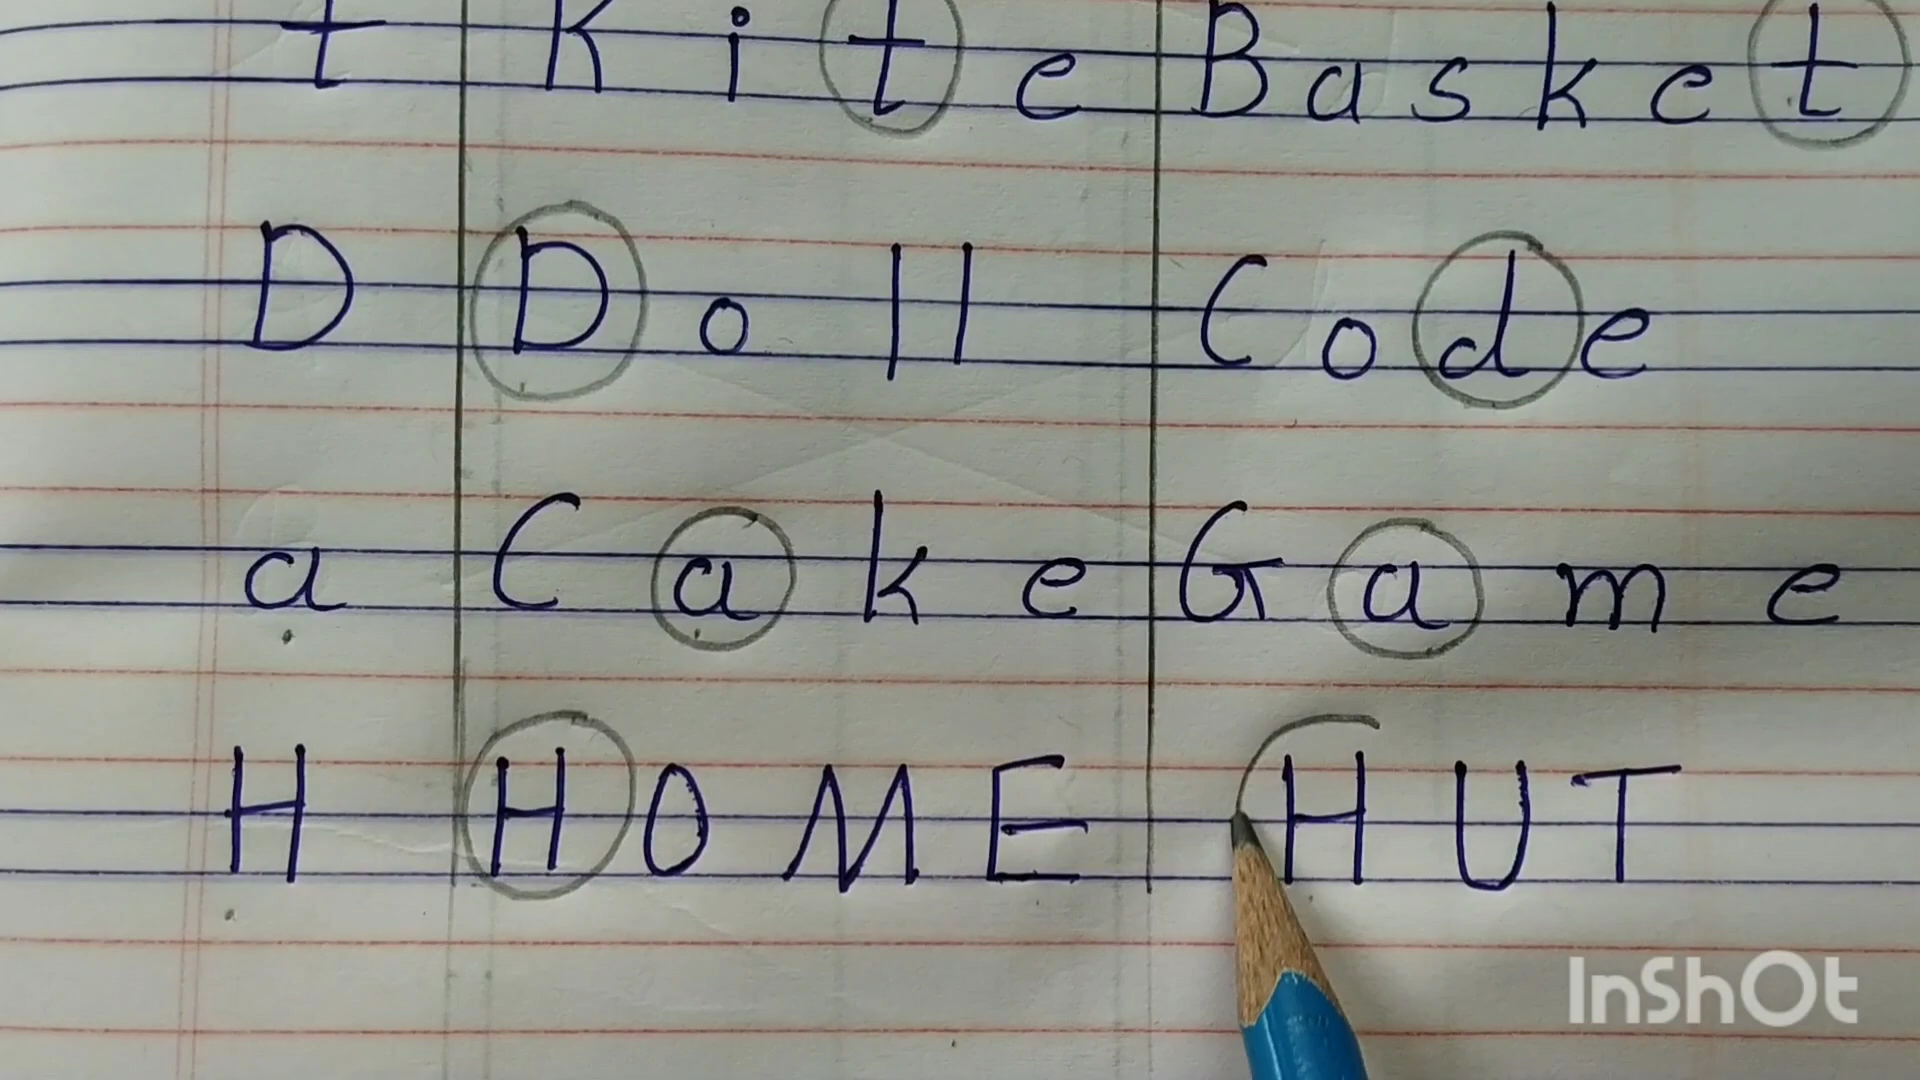 t Kite Basket
D Doll Code
a Cake Game
H HOME HUT
InShOt